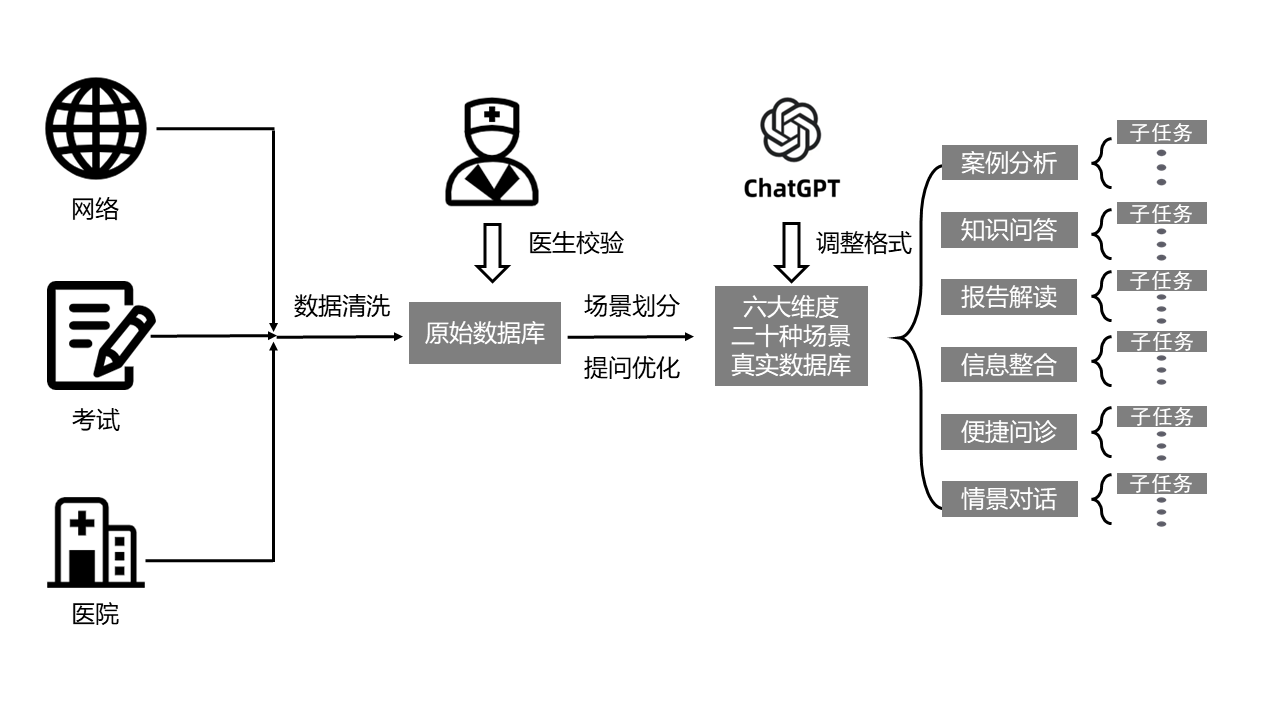 网络
考试
医院
数据清洗
医生校验
原始数据库
场景划分
提问优化
ChatGPT
调整格式
六大维度
二十种场景
真实数据库
案例分析
子任务
知识问答
子任务
报告解读
子任务
信息整合
子任务
便捷问诊
子任务
情景对话
子任务